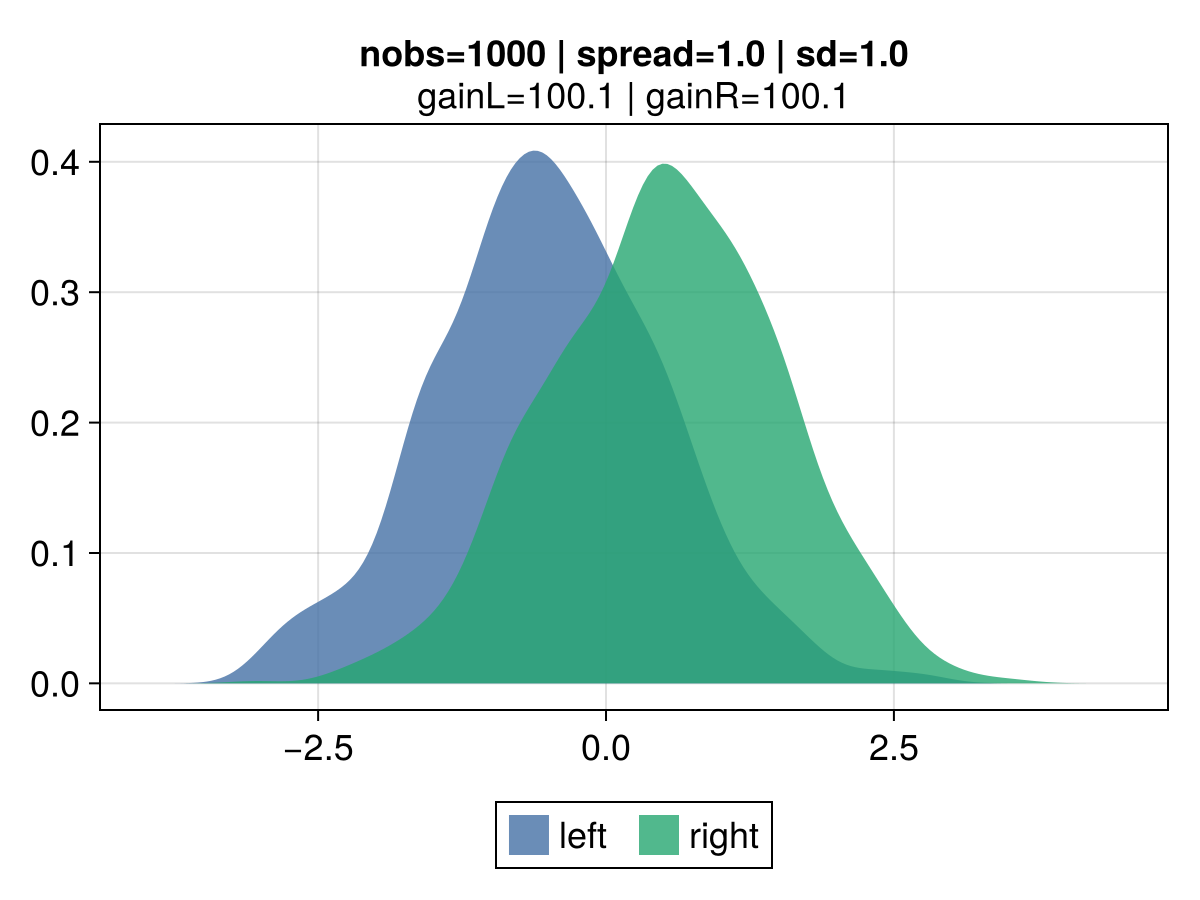 nobs=1000 | spread=1.0 | sd=1.0
gainL=100.1 | gainR=100.1
0.4
0.3
0.2
0.1
0.0
−2.5 0.0 2.5
left right